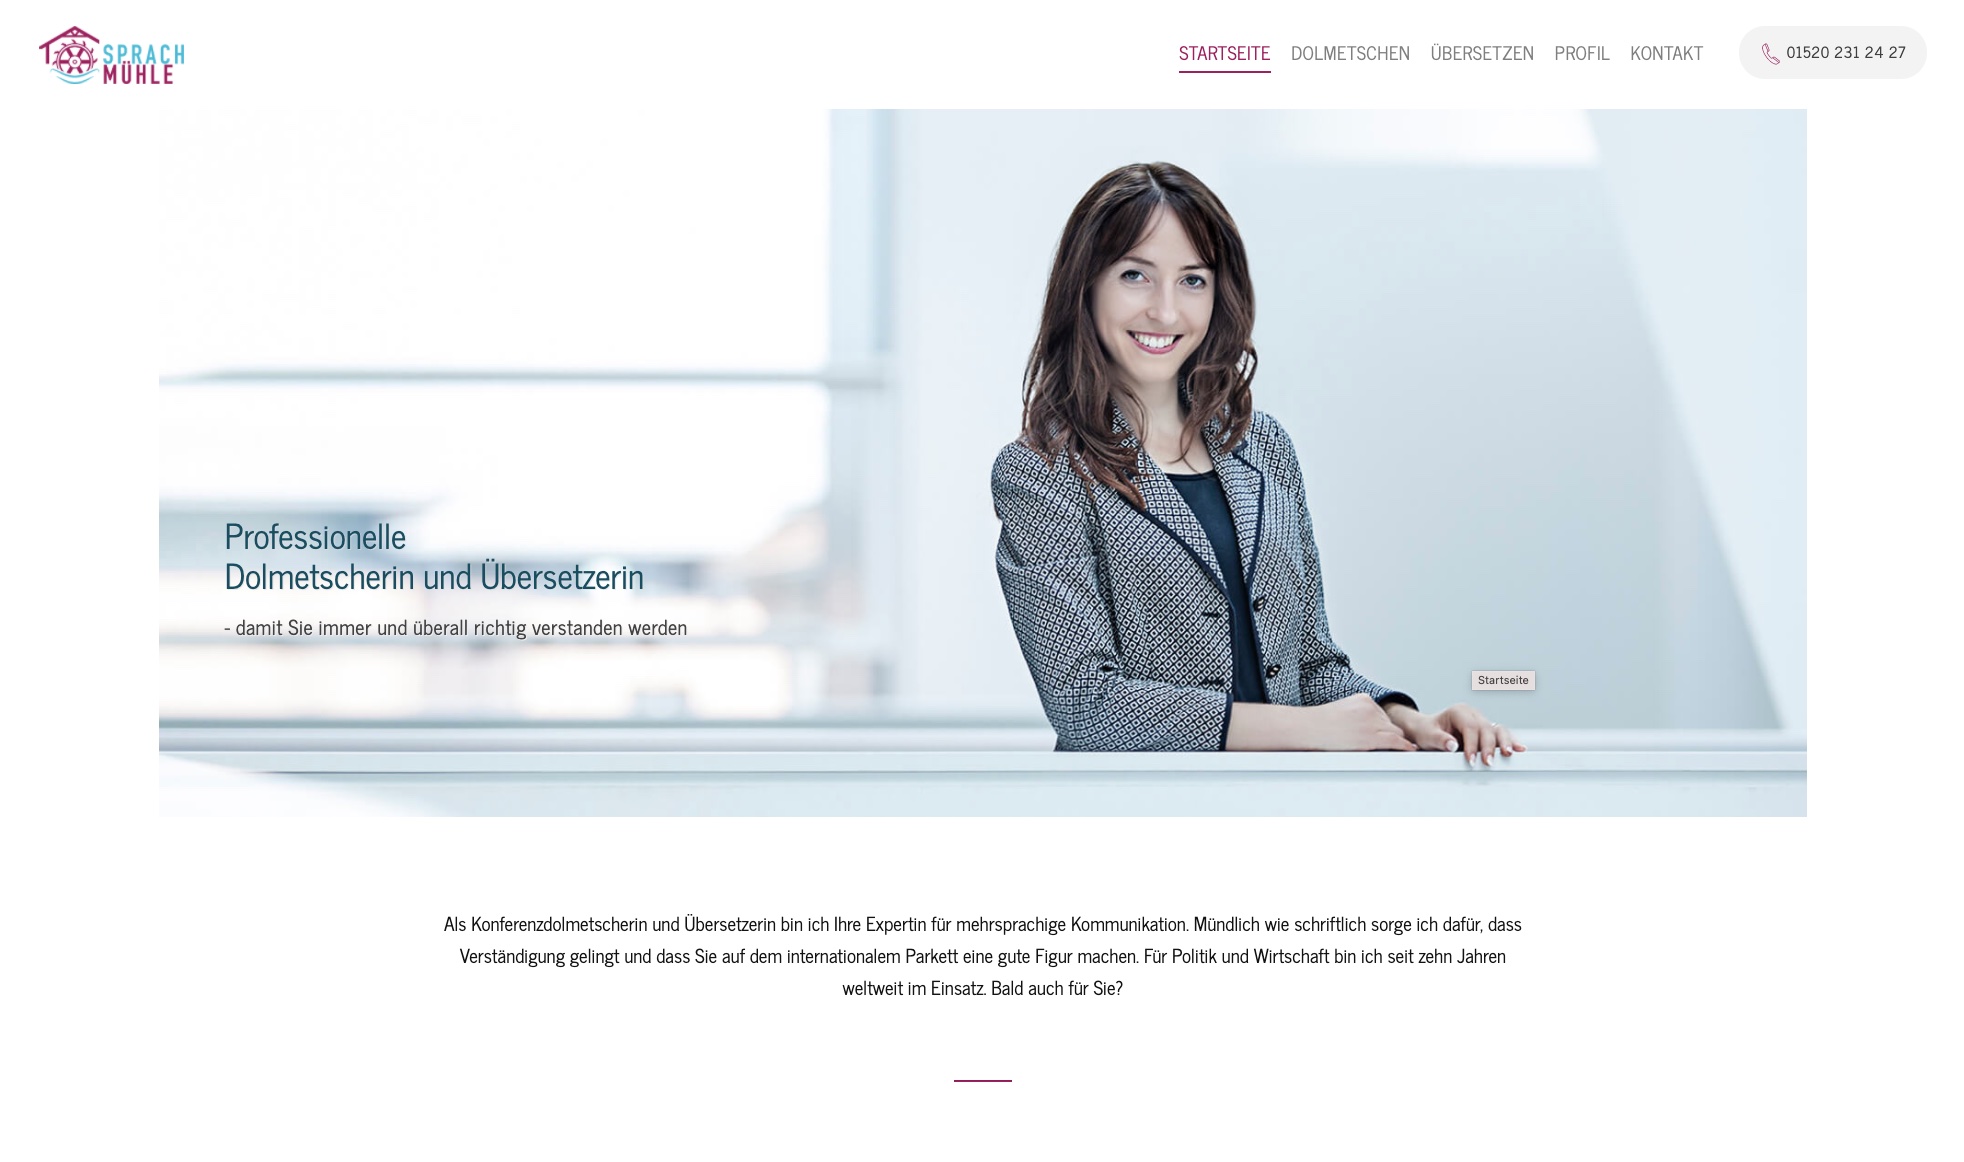 SPRACH
MÜHLE
STARTSEITE DOLMETSCHEN ÜBERSETZEN PROFIL KONTAKT 01520 231 24 27
Professionelle
Dolmetscherin und Übersetzerin
- damit Sie immer und überall richtig verstanden werden
Startseite
Als Konferenzdolmetscherin und Übersetzerin bin ich Ihre Expertin für mehrsprachige Kommunikation. Mündlich wie schriftlich sorge ich dafür, dass
Verständigung gelingt und dass Sie auf dem internationalem Parkett eine gute Figur machen. Für Politik und Wirtschaft bin ich seit zehn Jahren
weltweit im Einsatz. Bald auch für Sie?